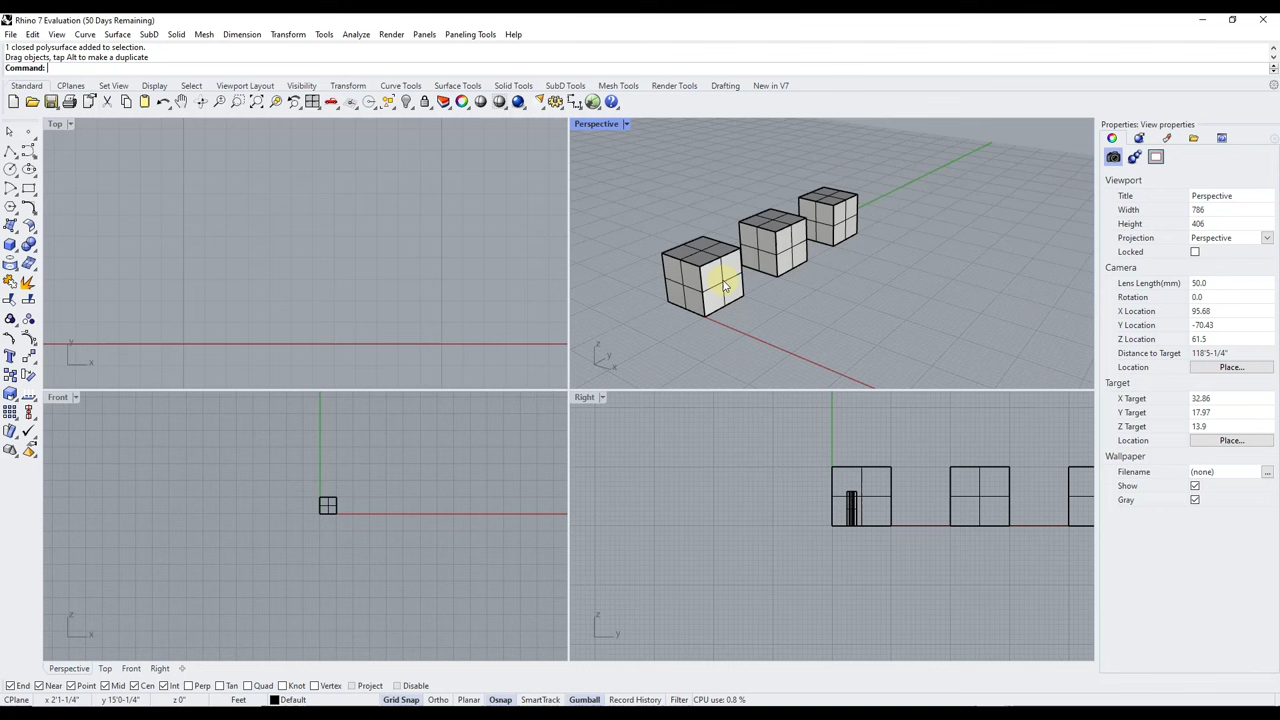 Rhino 7 Evaluation (50 Days Remaining)
File Edit View Curve Surface SubD Solid Mesh Dimension Transform Tools Analyze Render Panels Paneling Tools Help
1 closed polysurface added to selection.
Drag objects, tap Alt to make a duplicate
Command:
Standard CPlanes Set View Display Select Viewport Layout Visibility Transform Curve Tools Surface Tools Solid Tools SubD Tools Mesh Tools Render Tools Drafting New in V7
Top
Perspective
Properties: View properties
Viewport
Title Perspective
Width 786
Height 406
Projection Perspective
Locked
Camera
Lens Length(mm) 50.0
Rotation 0.0
X Location 95.68
Y Location -70.43
Z Location 61.5
Distance to Target 118'5-1/4"
Location Place...
Target
X Target 32.86
Y Target 17.97
Z Target 13.9
Location Place...
Wallpaper
Filename (none) ...
Show
Gray
y
x
z
y
x
Front
Right
z
x
z
y
Perspective Top Front Right
End Near Point Mid Cen Int Perp Tan Quad Knot Vertex Project Disable
CPlane x 2'1-1/4" y 15'0-1/4" z 0" Feet Default Grid Snap Ortho Planar Osnap SmartTrack Gumball Record History Filter CPU use: 0.8 %